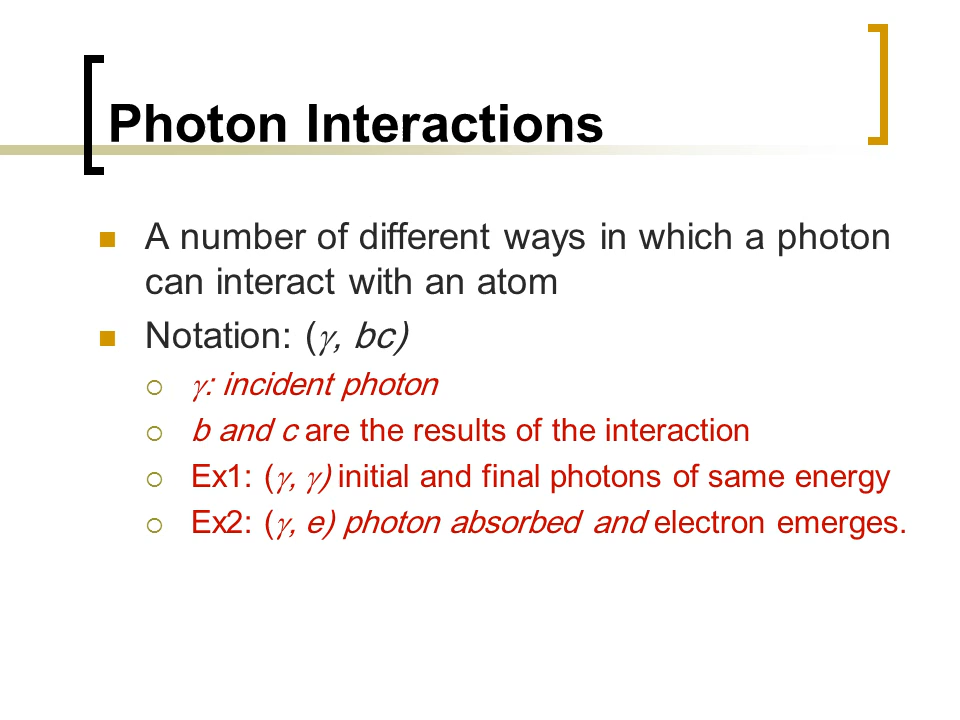 Photon Interactions
A number of different ways in which a photon
can interact with an atom
Notation: (γ, bc)
γ: incident photon
b and c are the results of the interaction
Ex1: (γ, γ) initial and final photons of same energy
Ex2: (γ, e) photon absorbed and electron emerges.